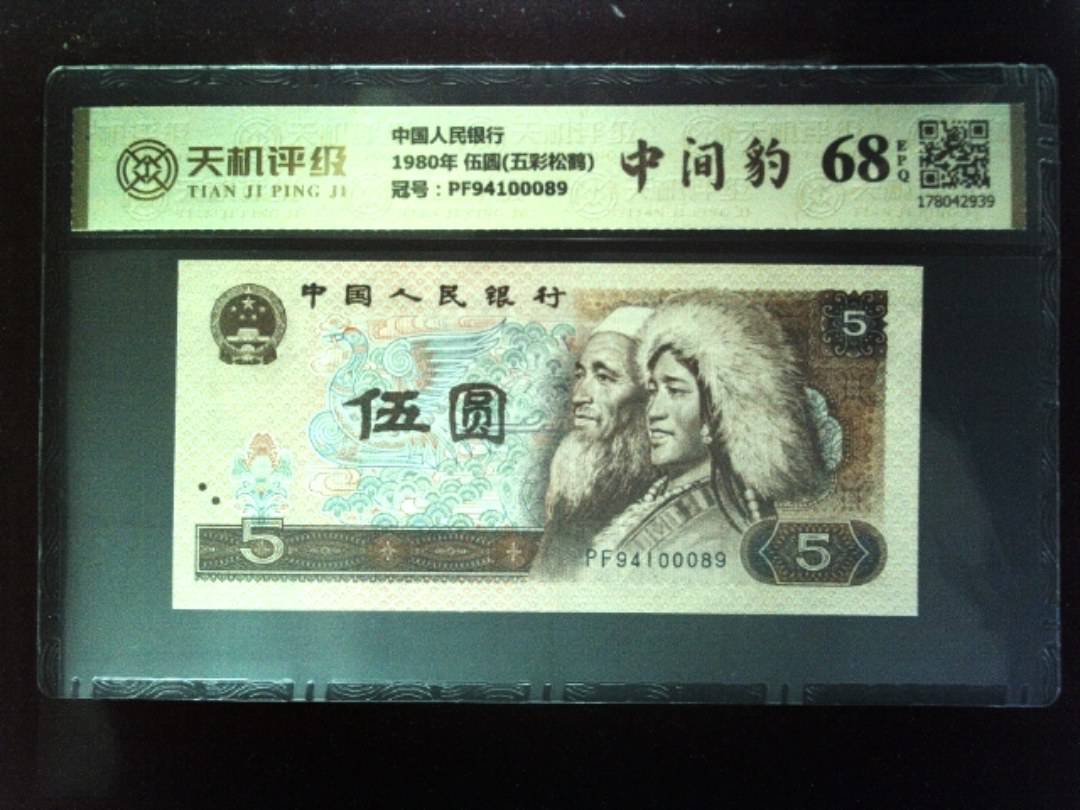 天机评级
TIAN JI PING JI
中国人民银行
1980年 伍圆(五彩松鹤)
冠号：PF94100089
中间豹
68
EPQ
178042939
中国人民银行
5
伍圆
5
PF94100089
5